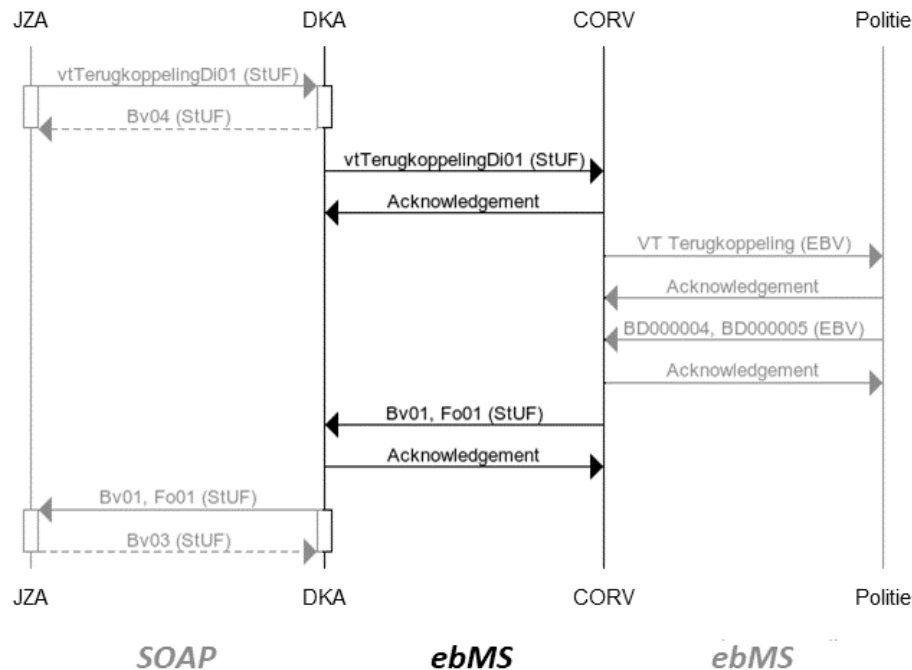 JZA DKA CORV Politie
vtTerugkoppelingDi01 (StUF)
Bv04 (StUF)
vtTerugkoppelingDi01 (StUF)
Acknowledgement
VT Terugkoppeling (EBV)
Acknowledgement
BD000004, BD000005 (EBV)
Acknowledgement
Bv01, Fo01 (StUF)
Acknowledgement
Bv01, Fo01 (StUF)
Bv03 (StUF)
JZA DKA CORV Politie
SOAP ebMS ebMS